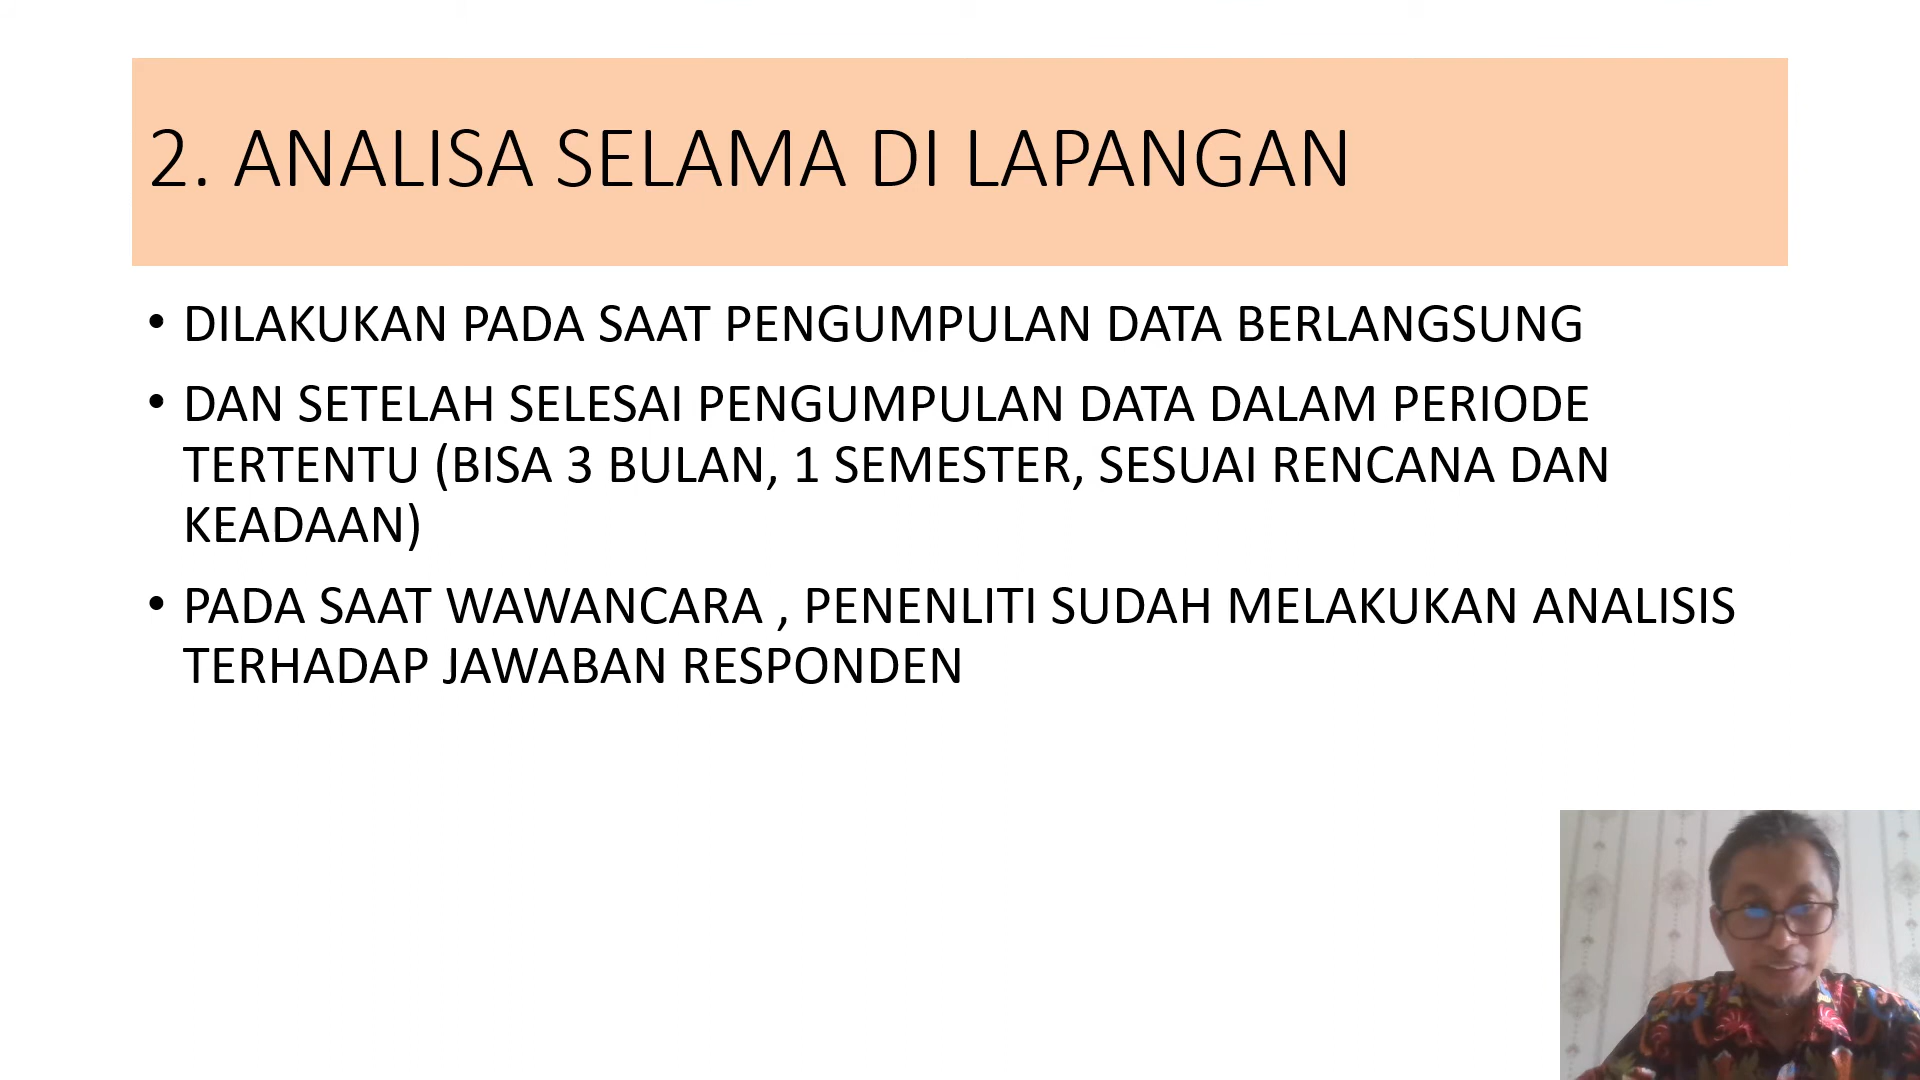 2. ANALISA SELAMA DI LAPANGAN
• DILAKUKAN PADA SAAT PENGUMPULAN DATA BERLANGSUNG
• DAN SETELAH SELESAI PENGUMPULAN DATA DALAM PERIODE
TERTENTU (BISA 3 BULAN, 1 SEMESTER, SESUAI RENCANA DAN
KEADAAN)
• PADA SAAT WAWANCARA , PENENLITI SUDAH MELAKUKAN ANALISIS
TERHADAP JAWABAN RESPONDEN